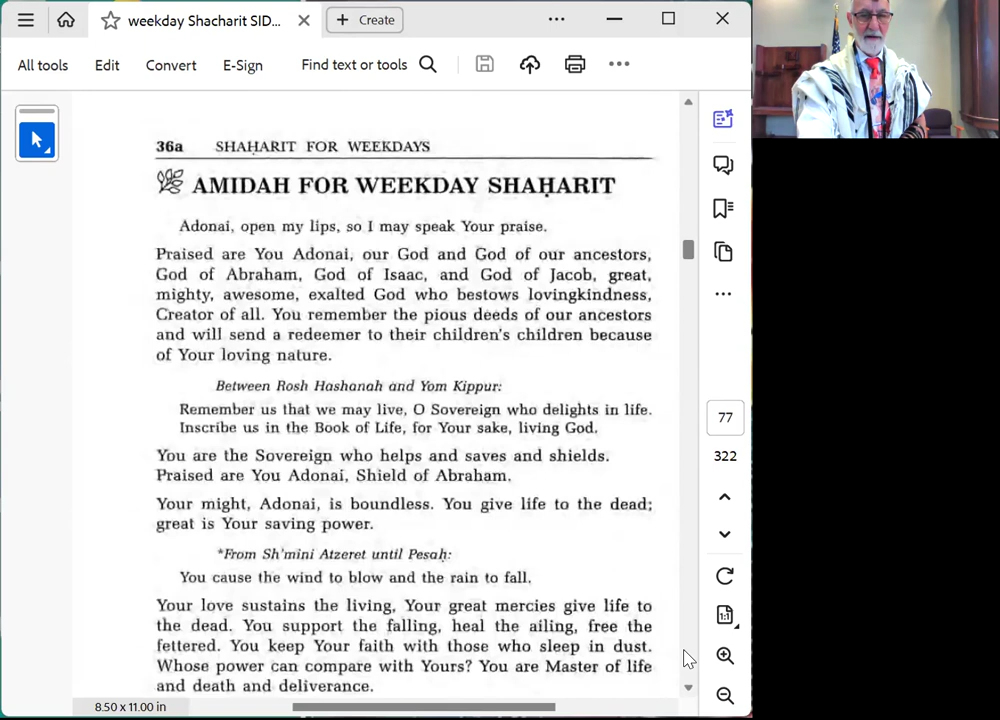 weekday Shacharit SID...
Create
All tools
Edit
Convert
E-Sign
Find text or tools
36a SHAḤARIT FOR WEEKDAYS
AMIDAH FOR WEEKDAY SHAḤARIT
Adonai, open my lips, so I may speak Your praise.
Praised are You Adonai, our God and God of our ancestors,
God of Abraham, God of Isaac, and God of Jacob, great,
mighty, awesome, exalted God who bestows lovingkindness,
Creator of all. You remember the pious deeds of our ancestors
and will send a redeemer to their children's children because
of Your loving nature.
Between Rosh Hashanah and Yom Kippur:
Remember us that we may live, O Sovereign who delights in life.
Inscribe us in the Book of Life, for Your sake, living God.
You are the Sovereign who helps and saves and shields.
Praised are You Adonai, Shield of Abraham.
Your might, Adonai, is boundless. You give life to the dead;
great is Your saving power.
*From Sh'mini Atzeret until Pesaḥ:
You cause the wind to blow and the rain to fall.
Your love sustains the living, Your great mercies give life to
the dead. You support the falling, heal the ailing, free the
fettered. You keep Your faith with those who sleep in dust.
Whose power can compare with Yours? You are Master of life
and death and deliverance.
77
322
1:1
8.50 x 11.00 in